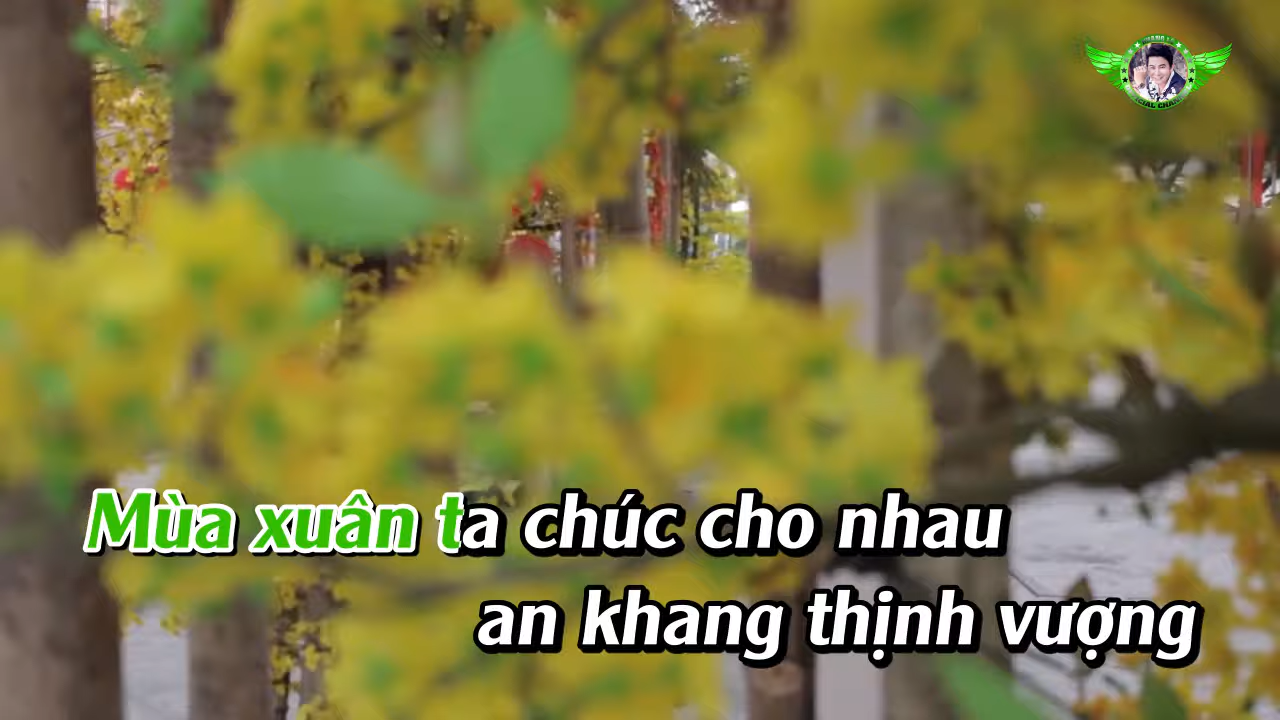 Mùa xuân ta chúc cho nhau
an khang thịnh vượng